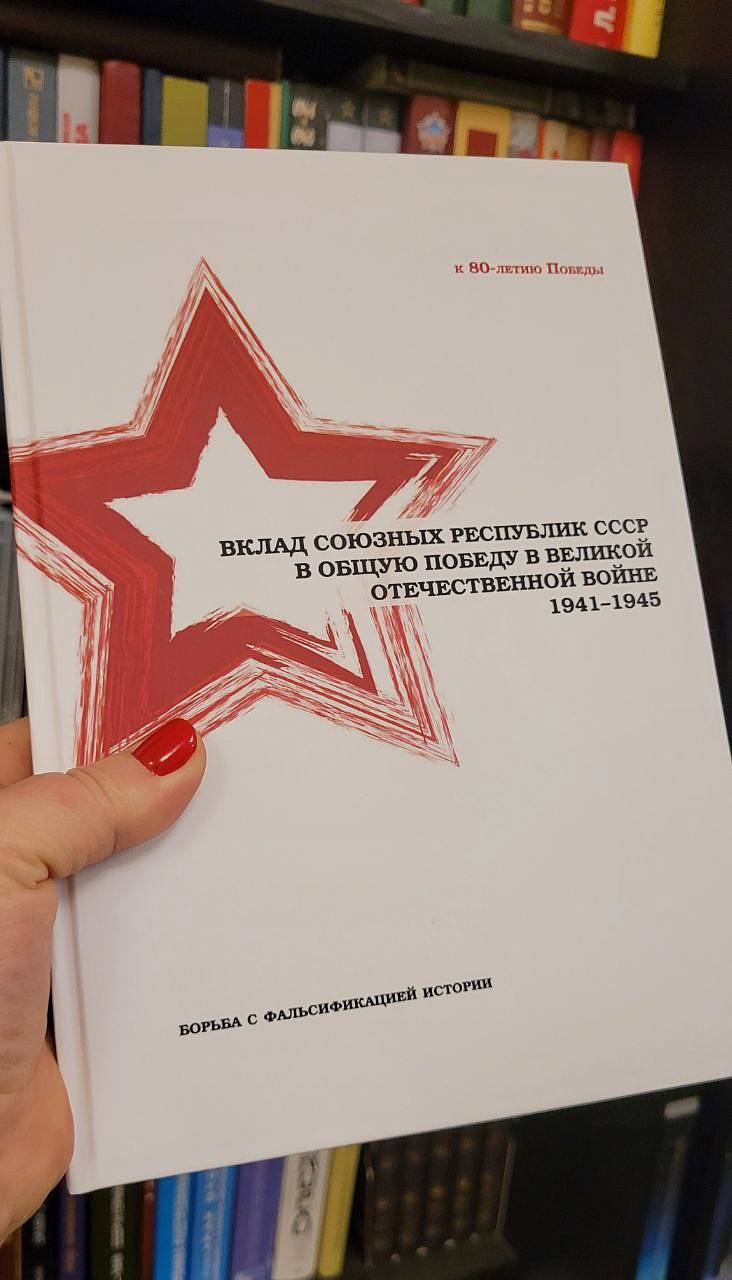 к 80-летию Победы
ВКЛАД СОЮЗНЫХ РЕСПУБЛИК СССР
В ОБЩУЮ ПОБЕДУ В ВЕЛИКОЙ
ОТЕЧЕСТВЕННОЙ ВОЙНЕ
1941–1945
БОРЬБА С ФАЛЬСИФИКАЦИЕЙ ИСТОРИИ